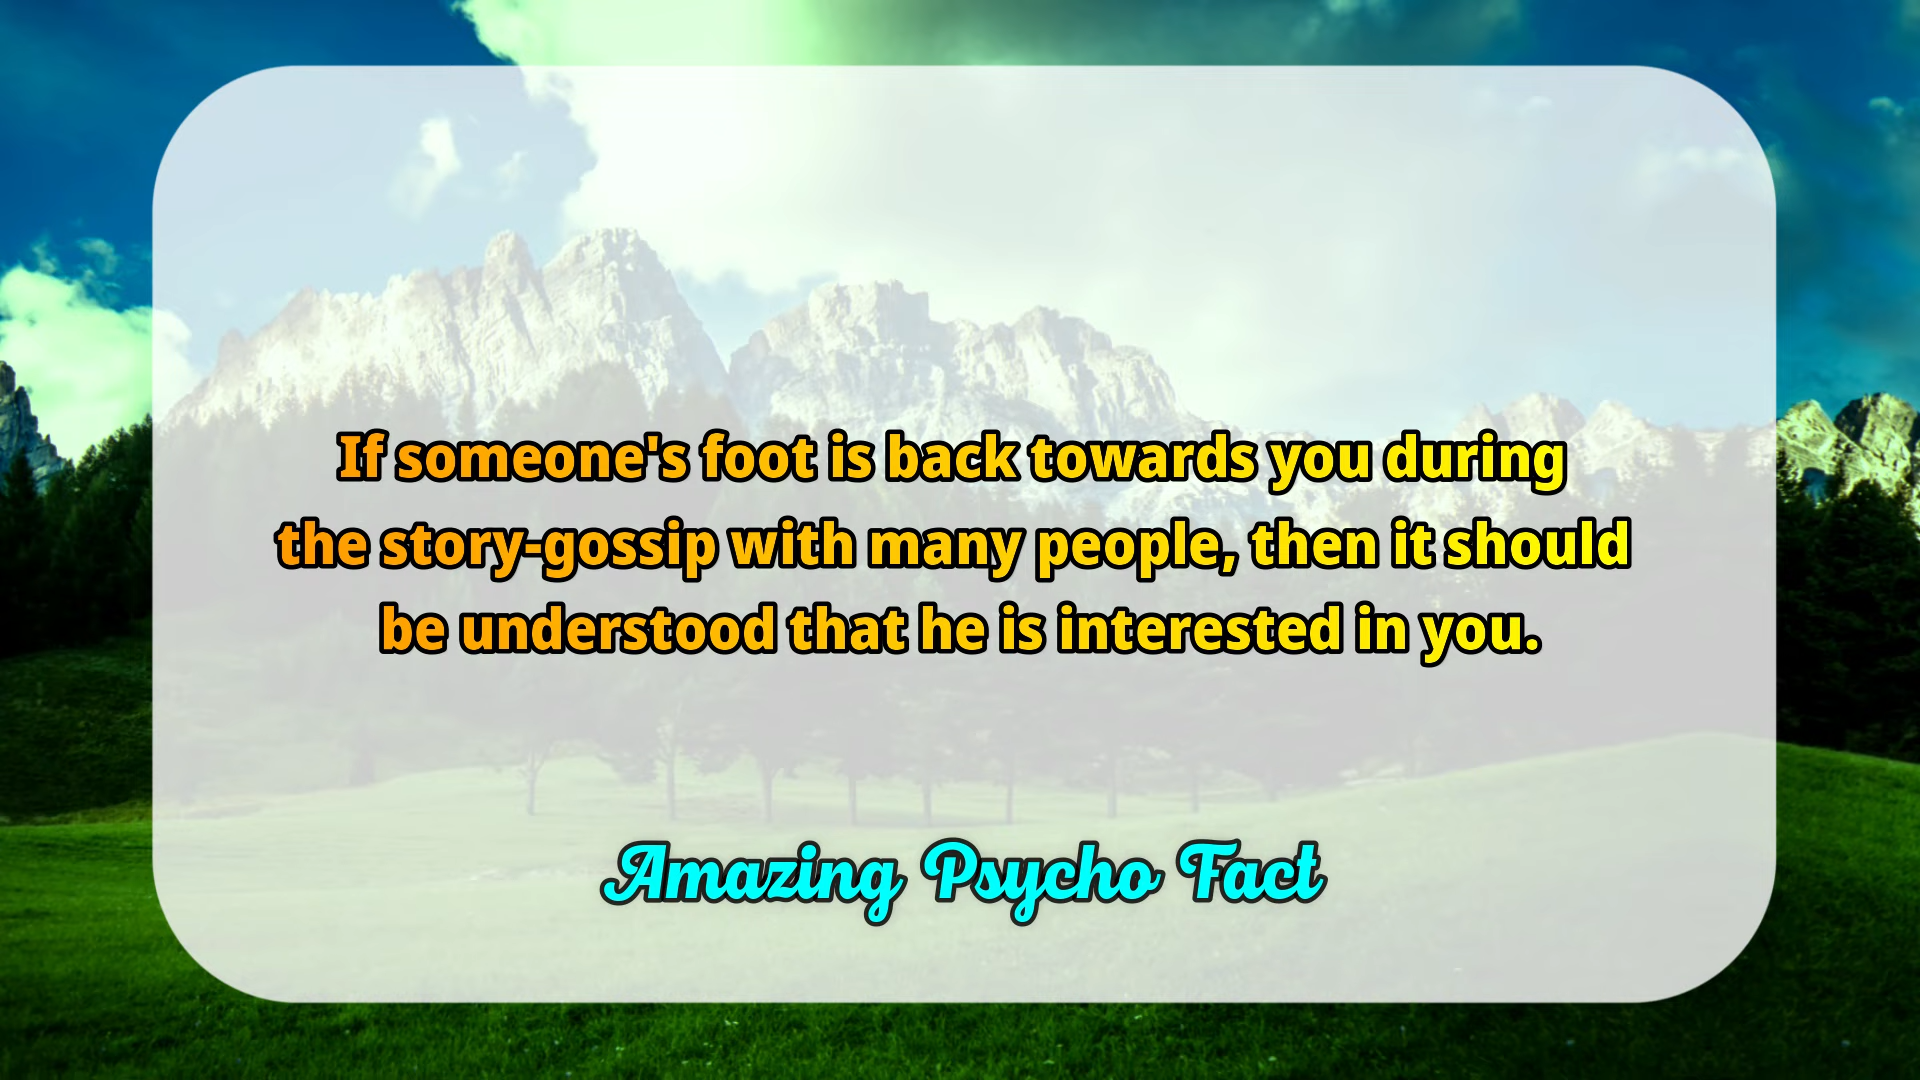 If someone's foot is back towards you during
the story-gossip with many people, then it should
be understood that he is interested in you.
Amazing Psycho Fact